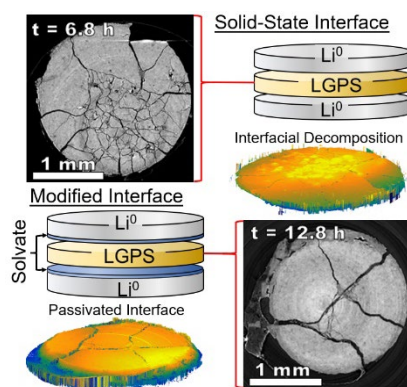 t = 6.8 h
1 mm
Solid-State Interface
Li⁰
LGPS
Li⁰
Interfacial Decomposition
Modified Interface
Solvate
Li⁰
LGPS
Li⁰
Passivated Interface
t = 12.8 h
1 mm